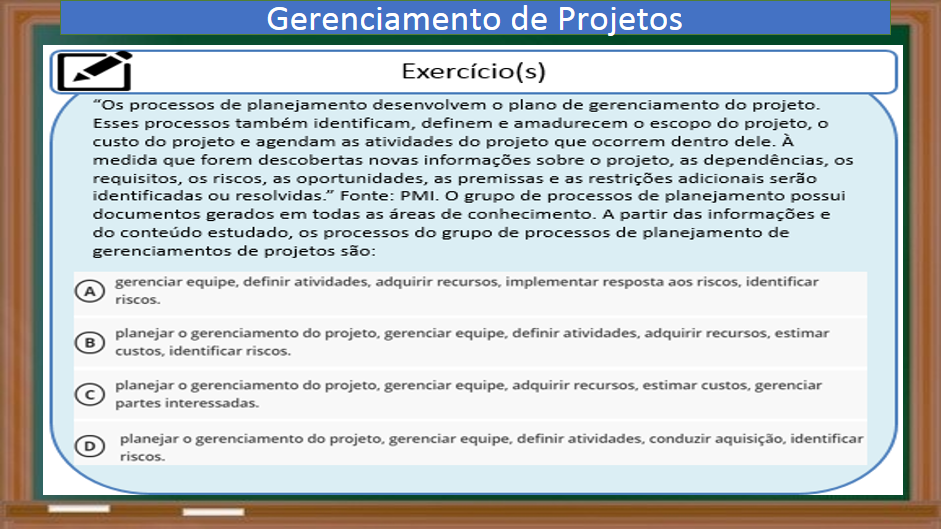 Gerenciamento de Projetos
Exercício(s)
“Os processos de planejamento desenvolvem o plano de gerenciamento do projeto.
Esses processos também identificam, definem e amadurecem o escopo do projeto, o
custo do projeto e agendam as atividades do projeto que ocorrem dentro dele. À
medida que forem descobertas novas informações sobre o projeto, as dependências, os
requisitos, os riscos, as oportunidades, as premissas e as restrições adicionais serão
identificadas ou resolvidas.” Fonte: PMI. O grupo de processos de planejamento possui
documentos gerados em todas as áreas de conhecimento. A partir das informações e
do conteúdo estudado, os processos do grupo de processos de planejamento de
gerenciamentos de projetos são:
A gerenciar equipe, definir atividades, adquirir recursos, implementar resposta aos riscos, identificar
riscos.
B planejar o gerenciamento do projeto, gerenciar equipe, definir atividades, adquirir recursos, estimar
custos, identificar riscos.
C planejar o gerenciamento do projeto, gerenciar equipe, adquirir recursos, estimar custos, gerenciar
partes interessadas.
D planejar o gerenciamento do projeto, gerenciar equipe, definir atividades, conduzir aquisição, identificar
riscos.